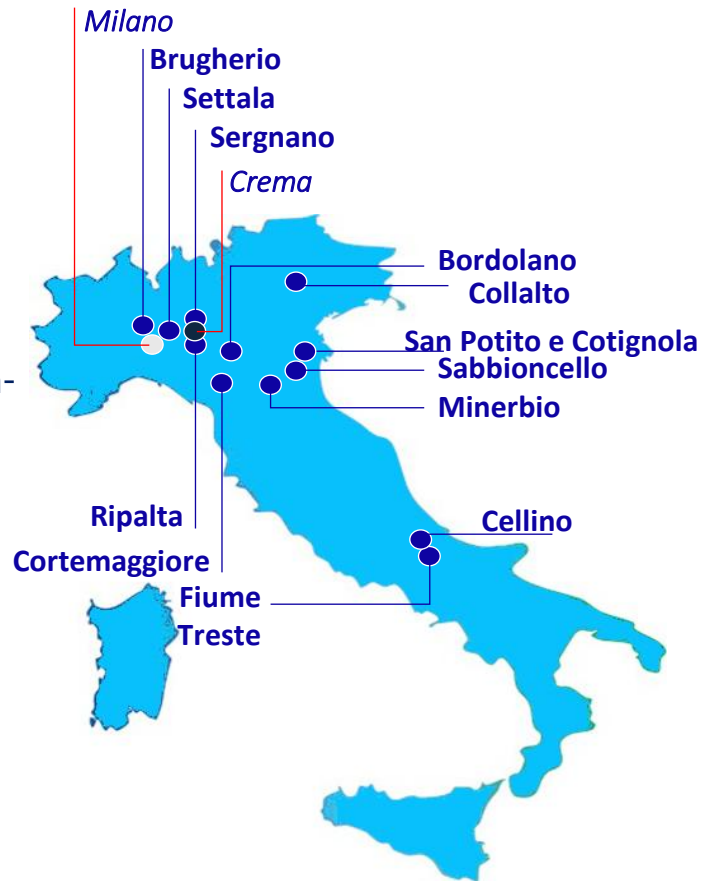 Milano
Brugherio
Settala
Sergnano
Crema
Bordolano
Collalto
San Potito e Cotignola
Sabbioncello
-
Minerbio
Ripalta
Cellino
Cortemaggiore
Fiume
Treste